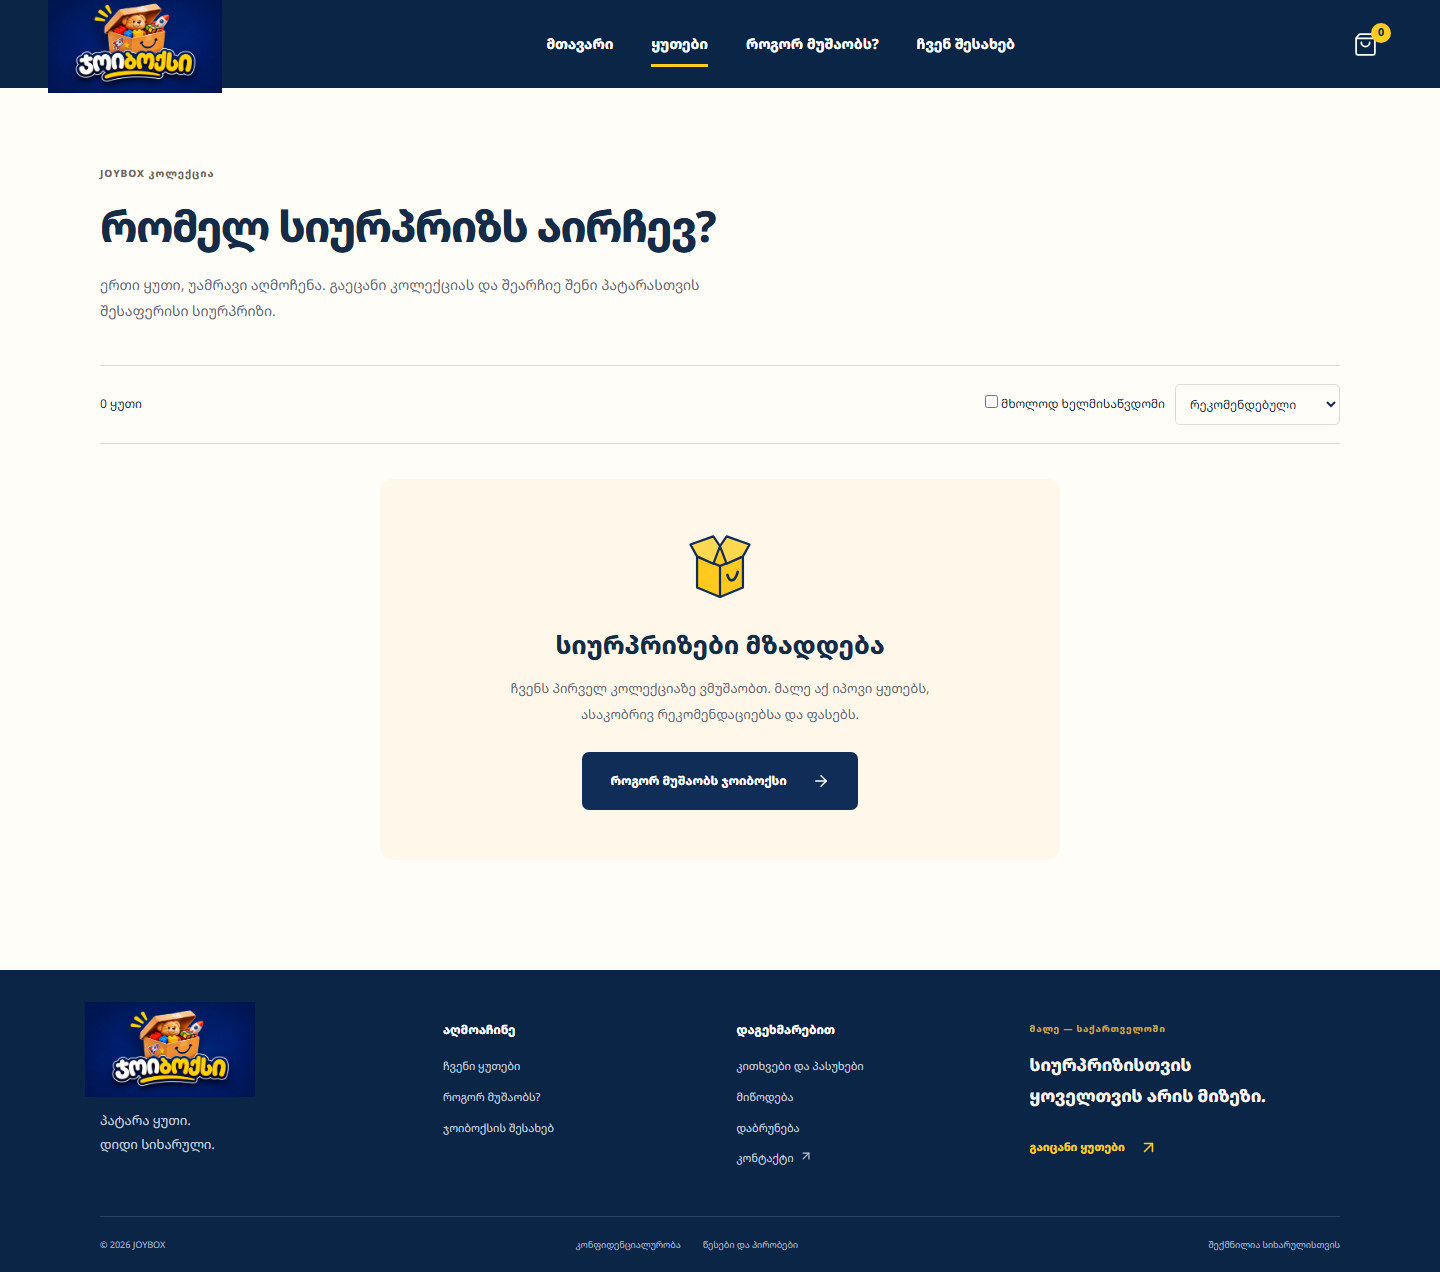 ჯოიბოქსი
მთავარი
ყუთები
როგორ მუშაობს?
ჩვენ შესახებ
0
JOYBOX კოლექცია
რომელ სიურპრიზს აირჩევ?
ერთი ყუთი, უამრავი აღმოჩენა. გაეცანი კოლექციას და შეარჩიე შენი პატარასთვის
შესაფერისი სიურპრიზი.
0 ყუთი
მხოლოდ ხელმისაწვდომი
რეკომენდებული
სიურპრიზები მზადდება
ჩვენს პირველ კოლექციაზე ვმუშაობთ. მალე აქ იპოვი ყუთებს,
ასაკობრივ რეკომენდაციებსა და ფასებს.
როგორ მუშაობს ჯოიბოქსი
ჯოიბოქსი
პატარა ყუთი.
დიდი სიხარული.
აღმოაჩინე
ჩვენი ყუთები
როგორ მუშაობს?
ჯოიბოქსის შესახებ
დაგეხმარებით
კითხვები და პასუხები
მიწოდება
დაბრუნება
კონტაქტი
მალე — საქართველოში
სიურპრიზისთვის
ყოველთვის არის მიზეზი.
გაიცანი ყუთები
© 2026 JOYBOX
კონფიდენციალურობა
წესები და პირობები
შექმნილია სიხარულისთვის